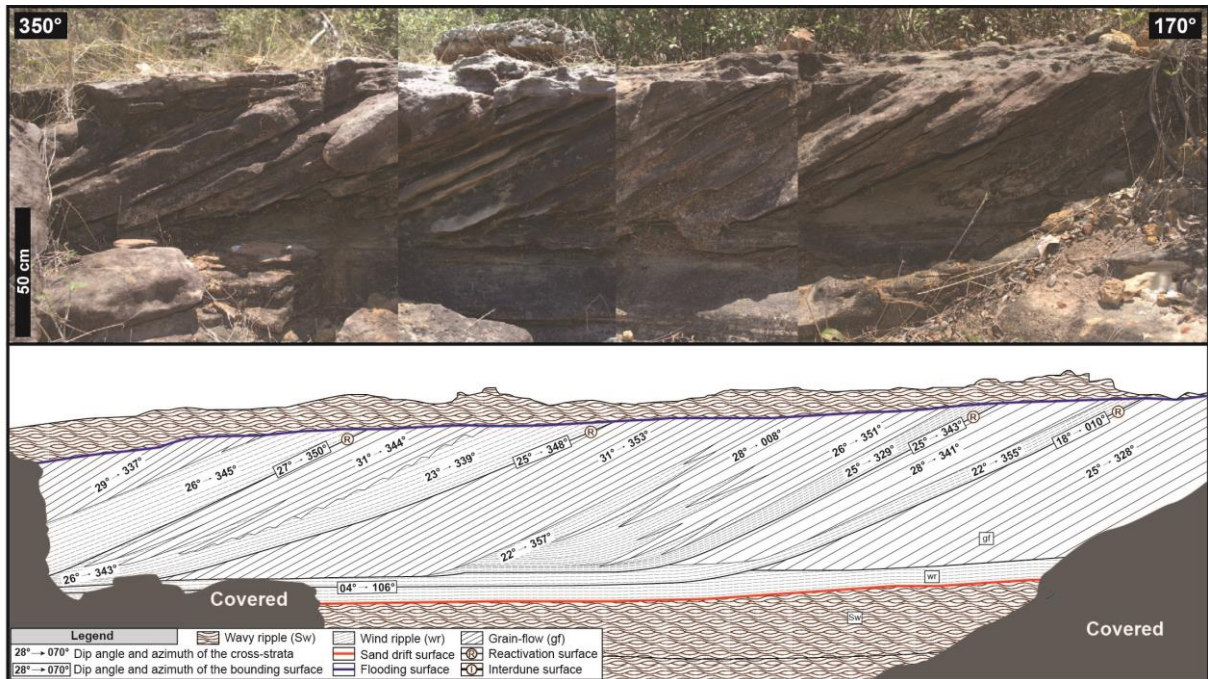 350°
170°
50 cm
29°→337°
26°→345°
27°→350°
R
31°→344°
23°→339°
25°→348°
R
31°→353°
28°→008°
26°→351°
25°→329°
25°→343°
R
28°→341°
22°→355°
18°→010°
R
25°→328°
22°→357°
26°→343°
04°→106°
gf
wr
Sw
Covered
Covered
Legend
Wavy ripple (Sw)
Wind ripple (wr)
Grain-flow (gf)
28°→070° Dip angle and azimuth of the cross-strata
Sand drift surface
R Reactivation surface
28°→070° Dip angle and azimuth of the bounding surface
Flooding surface
I Interdune surface